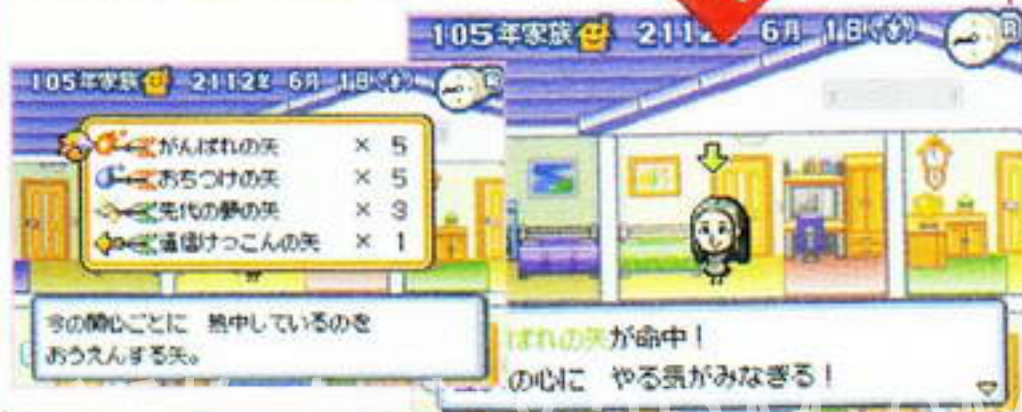 105年家族 2112年 6月 1日(水)
がんばれの矢 × 5
おちつけの矢 × 5
先代の夢の矢 × 3
通信けっこんの矢 × 1
今の関心ごとに 熱中しているのを
おうえんする矢。
105年家族 2112 6月 1日(水)
ばれの矢が命中!
の心に やる気がみなぎる!